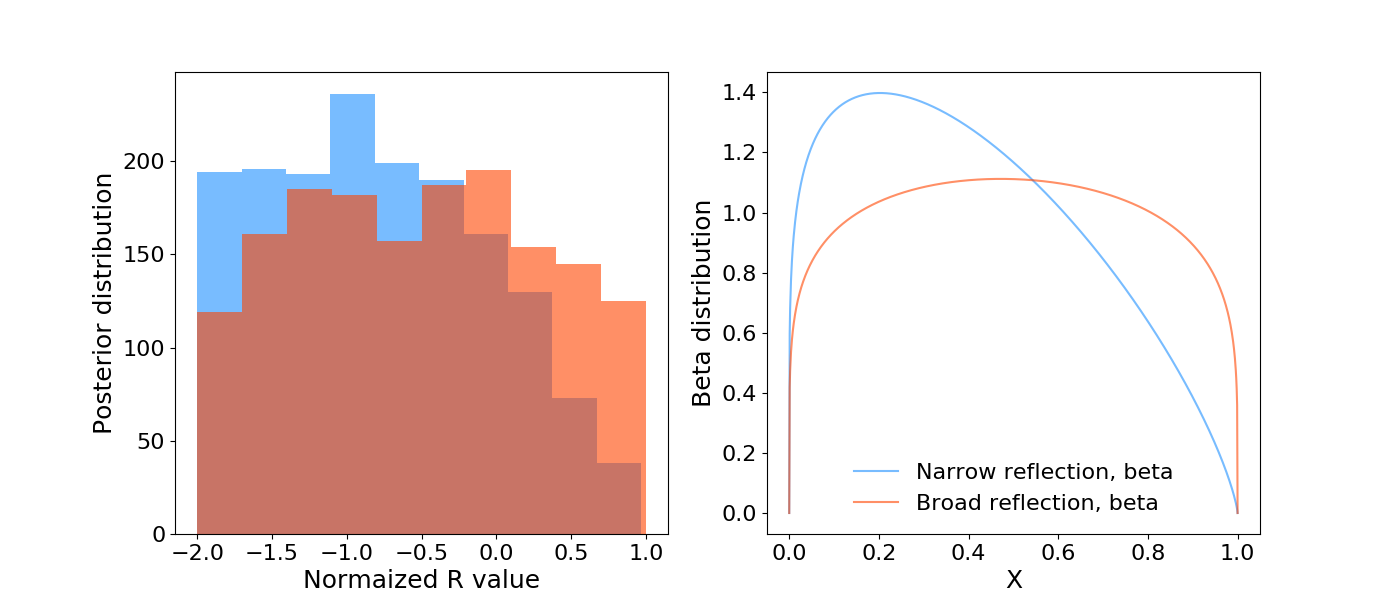 Posterior distribution
200
150
100
50
0
−2.0 −1.5 −1.0 −0.5 0.0 0.5 1.0
Normaized R value
Beta distribution
1.4
1.2
1.0
0.8
0.6
0.4
0.2
0.0
Narrow reflection, beta
Broad reflection, beta
0.0 0.2 0.4 0.6 0.8 1.0
X